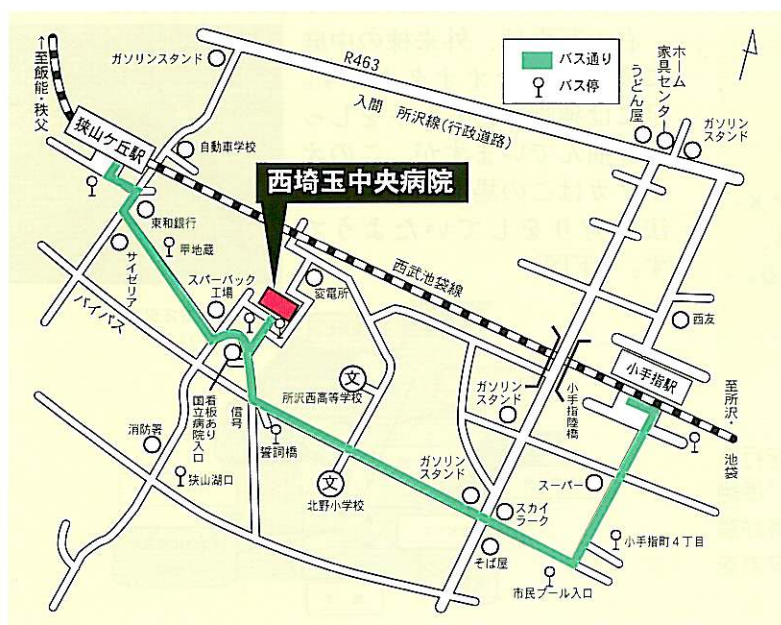 ↑至飯能・秩父
ガソリンスタンド
R463
バス通り
バス停
ホーム
家具センター
うどん屋
ガソリン
スタンド
入間 所沢線(行政道路)
狭山ケ丘駅
自動車学校
西埼玉中央病院
東和銀行
サイゼリア
スパーバック
工場
変電所
西武池袋線
西友
バイパス
小手指駅
至所沢・池袋
ガソリン
スタンド
小手指陸橋
文
所沢西高等学校
看板あり
国立病院入口
信号
消防署
誓詞橋
狭山湖口
文
北野小学校
ガソリン
スタンド
スカイ
ラーク
スーパー
そば屋
小手指町4丁目
市民プール入口